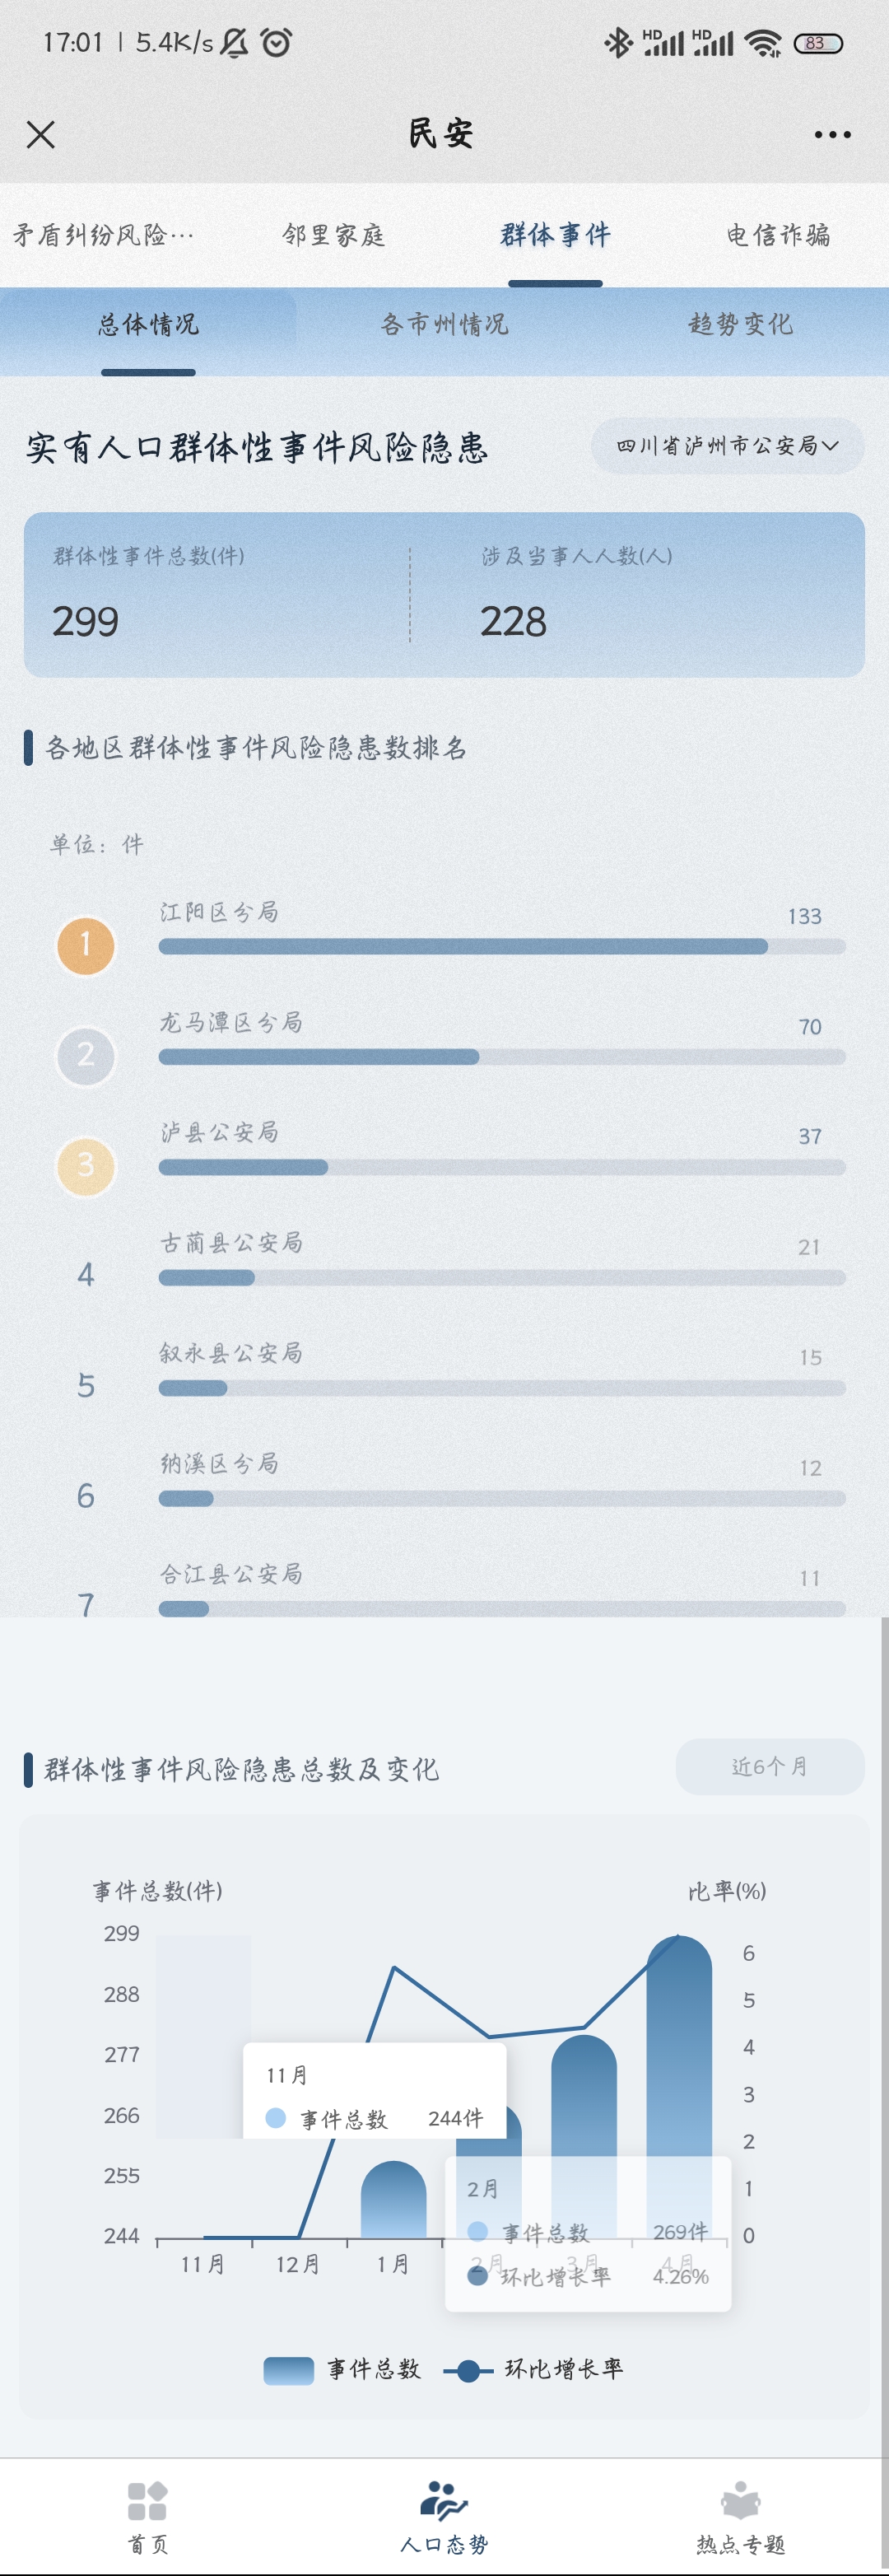 17:01 | 5.4K/s HD HD 83
民安
矛盾纠纷风险… 邻里家庭 群体事件 电信诈骗
总体情况 各市州情况 趋势变化
实有人口群体性事件风险隐患 四川省泸州市公安局
群体性事件总数(件) 涉及当事人人数(人)
299 228
各地区群体性事件风险隐患数排名
单位：件
1 江阳区分局 133
2 龙马潭区分局 70
3 泸县公安局 37
4 古蔺县公安局 21
5 叙永县公安局 15
6 纳溪区分局 12
7 合江县公安局 11
群体性事件风险隐患总数及变化 近6个月
事件总数(件) 比率(%)
299 6
288 5
277 4
266 3
255 2
244 1
0
11月
事件总数 244件
2月
事件总数 269件
环比增长率 4.26%
11月 12月 1月 2月 3月 4月
事件总数 环比增长率
首页 人口态势 热点专题